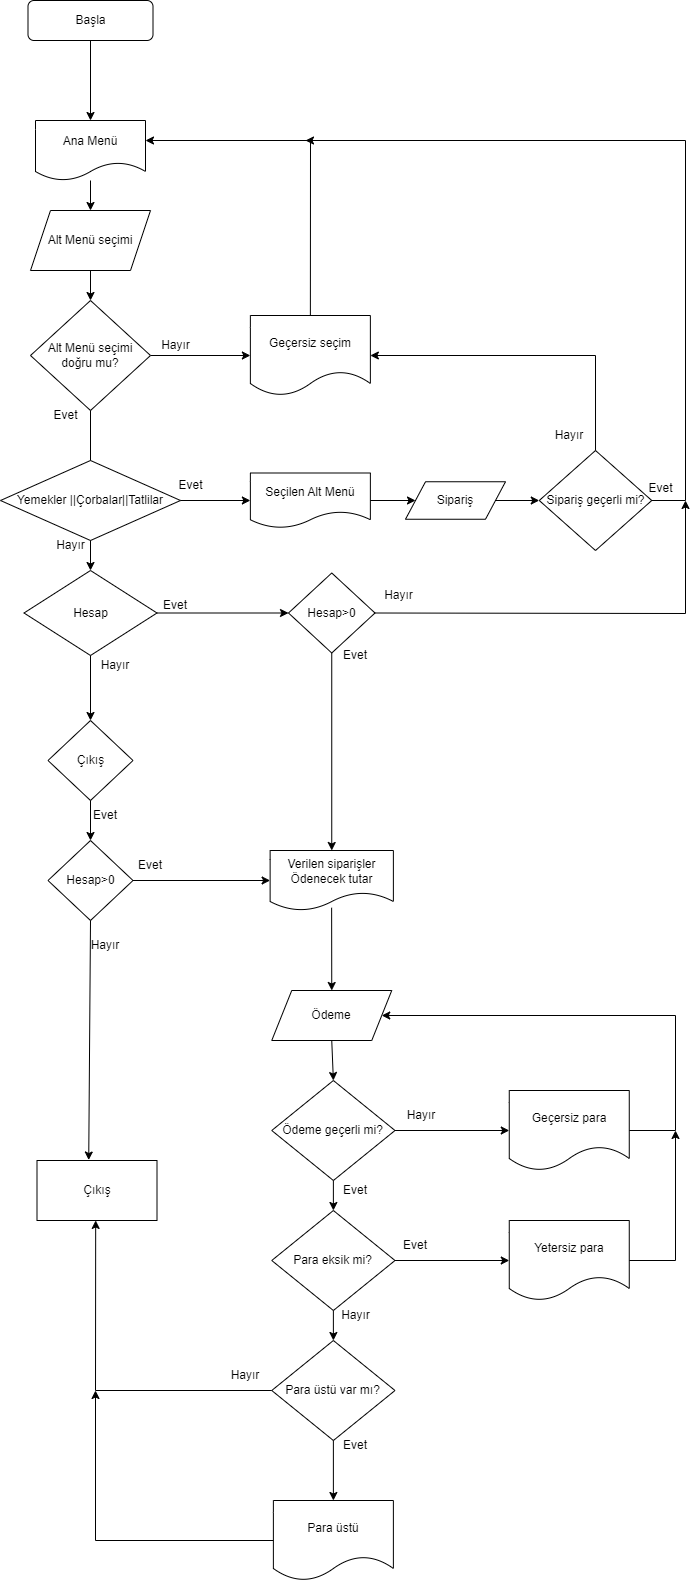 Başla
Ana Menü
Alt Menü seçimi
Alt Menü seçimi
doğru mu?
Hayır
Geçersiz seçim
Evet
Hayır
Yemekler ||Çorbalar||Tatlilar
Evet
Seçilen Alt Menü
Sipariş
Sipariş geçerli mi?
Evet
Hayır
Hesap
Evet
Hesap>0
Hayır
Evet
Hayır
Çıkış
Evet
Hesap>0
Evet
Verilen siparişler
Ödenecek tutar
Hayır
Ödeme
Ödeme geçerli mi?
Hayır
Geçersiz para
Evet
Çıkış
Para eksik mi?
Evet
Yetersiz para
Hayır
Hayır
Para üstü var mı?
Evet
Para üstü